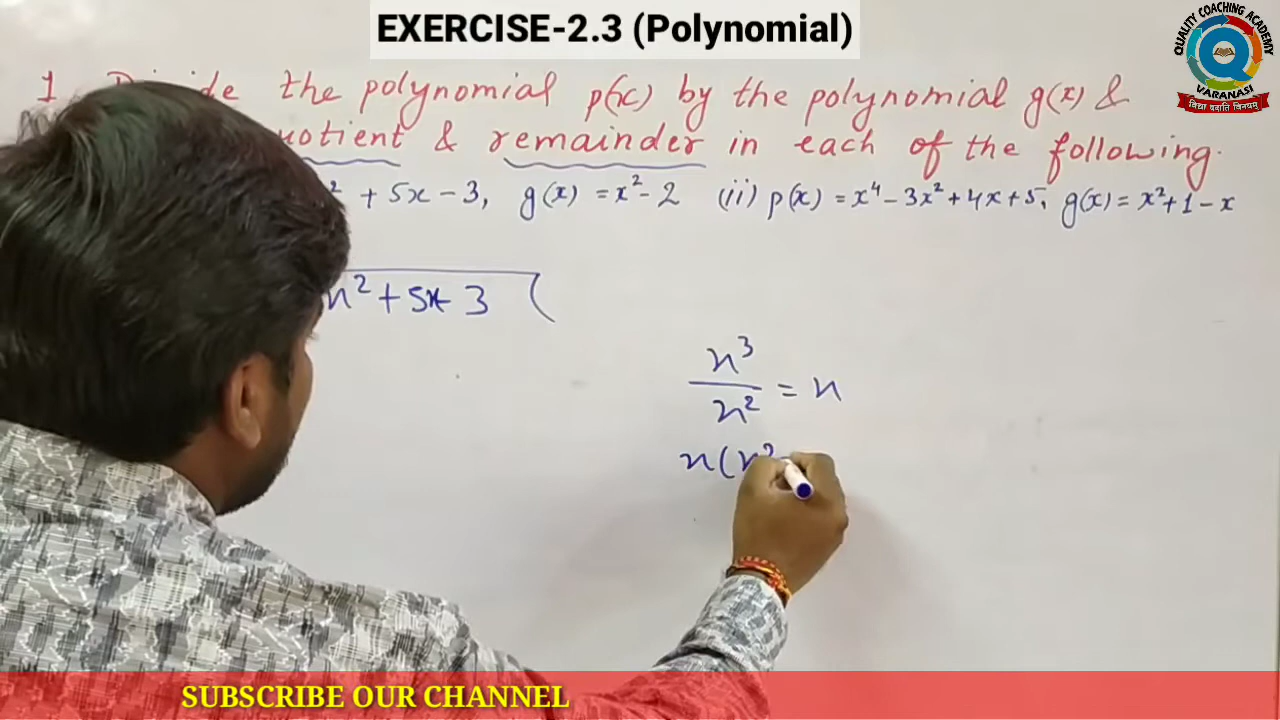 EXERCISE-2.3 (Polynomial)
QUALITY COACHING ACADEMY
Q
VARANASI
1. the polynomial p(x) by the polynomial g(x) &
& remainder in each of the following.
² + 5x - 3, g(x) = x² - 2 (ii) p(x) = x⁴ - 3x² + 4x + 5, g(x) = x² + 1 - x
x² + 5x - 3
x³
/x² = x
x(x²
SUBSCRIBE OUR CHANNEL